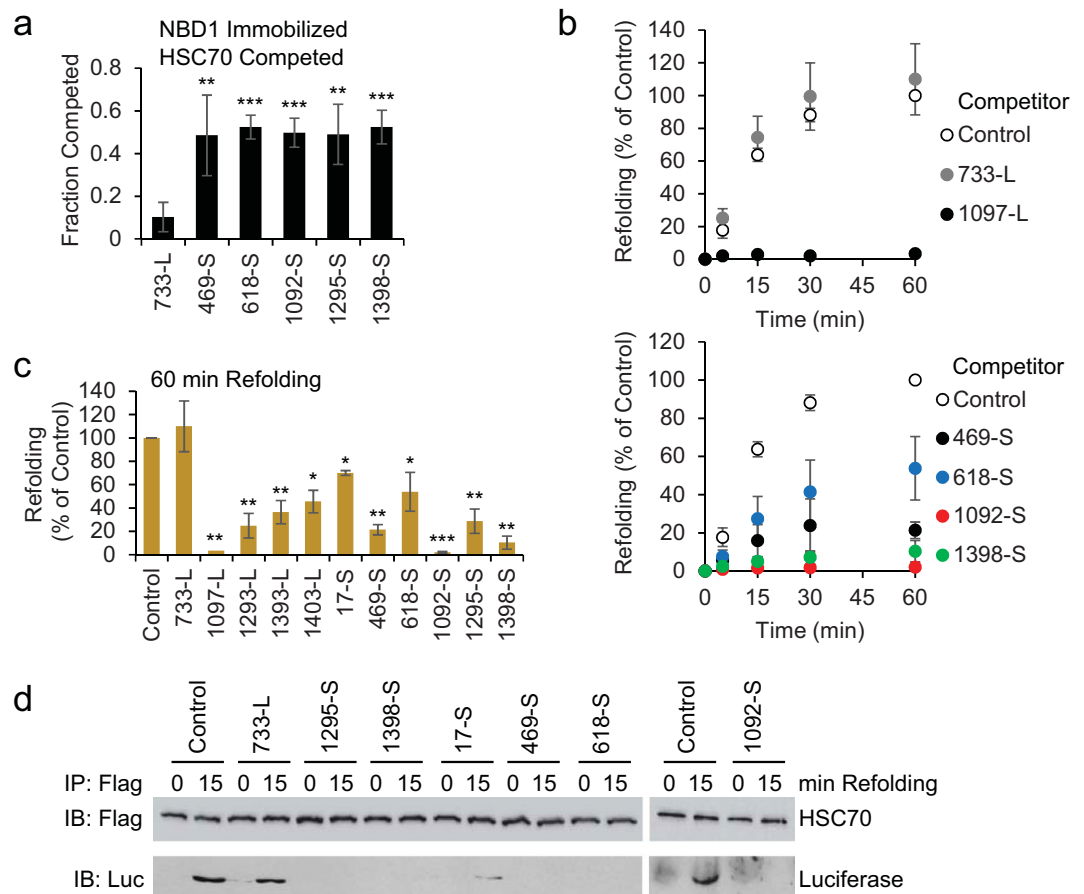 a
NBD1 Immobilized
HSC70 Competed
Fraction Competed
0.8
0.6
0.4
0.2
0
** *** *** ** ***
733-L 469-S 618-S 1092-S 1295-S 1398-S
b
Refolding (% of Control)
120
100
80
60
40
20
0
0 15 30 45 60
Time (min)
Competitor
Control
733-L
1097-L
Refolding (% of Control)
120
100
80
60
40
20
0
0 15 30 45 60
Time (min)
Competitor
Control
469-S
618-S
1092-S
1398-S
c
60 min Refolding
Refolding
(% of Control)
140
120
100
80
60
40
20
0
** ** ** * * ** * *** ** **
Control 733-L 1097-L 1293-L 1393-L 1403-L 17-S 469-S 618-S 1092-S 1295-S 1398-S
d
Control 733-L 1295-S 1398-S 17-S 469-S 618-S Control 1092-S
IP: Flag 0 15 0 15 0 15 0 15 0 15 0 15 0 15 0 15 0 15 min Refolding
IB: Flag HSC70
IB: Luc Luciferase